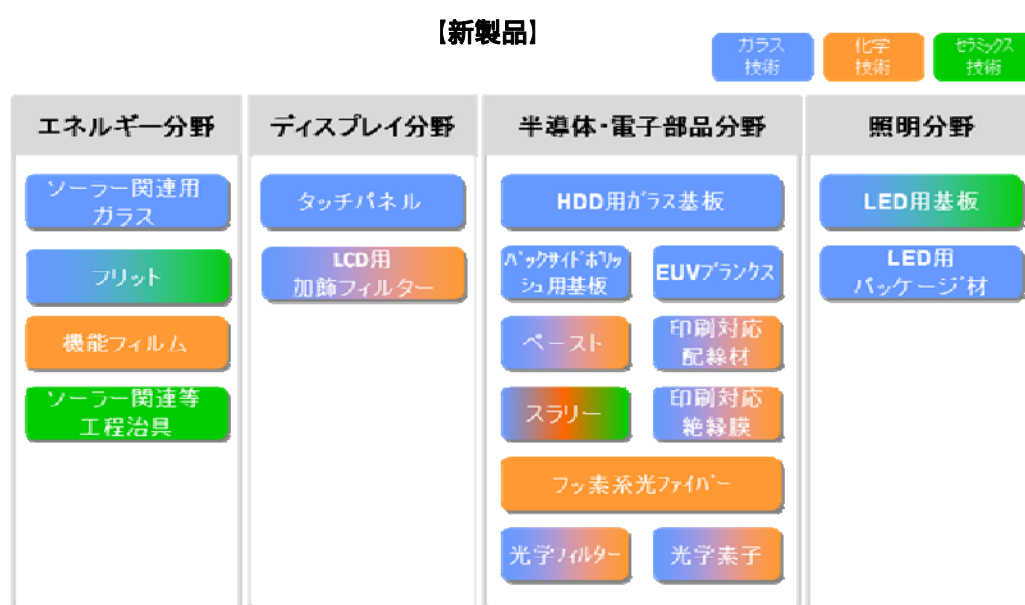 【新製品】
ガラス
技術
化学
技術
セラミックス
技術
エネルギー分野
ソーラー関連用
ガラス
フリット
機能フィルム
ソーラー関連等
工程治具
ディスプレイ分野
タッチパネル
LCD用
加飾フィルター
半導体・電子部品分野
HDD用ガラス基板
バックサイドポリッ
シュ用基板
EUVブランクス
ペースト
印刷対応
配線材
スラリー
印刷対応
絶縁膜
フッ素系光ファイバー
光学フィルター
光学素子
照明分野
LED用基板
LED用
パッケージ材